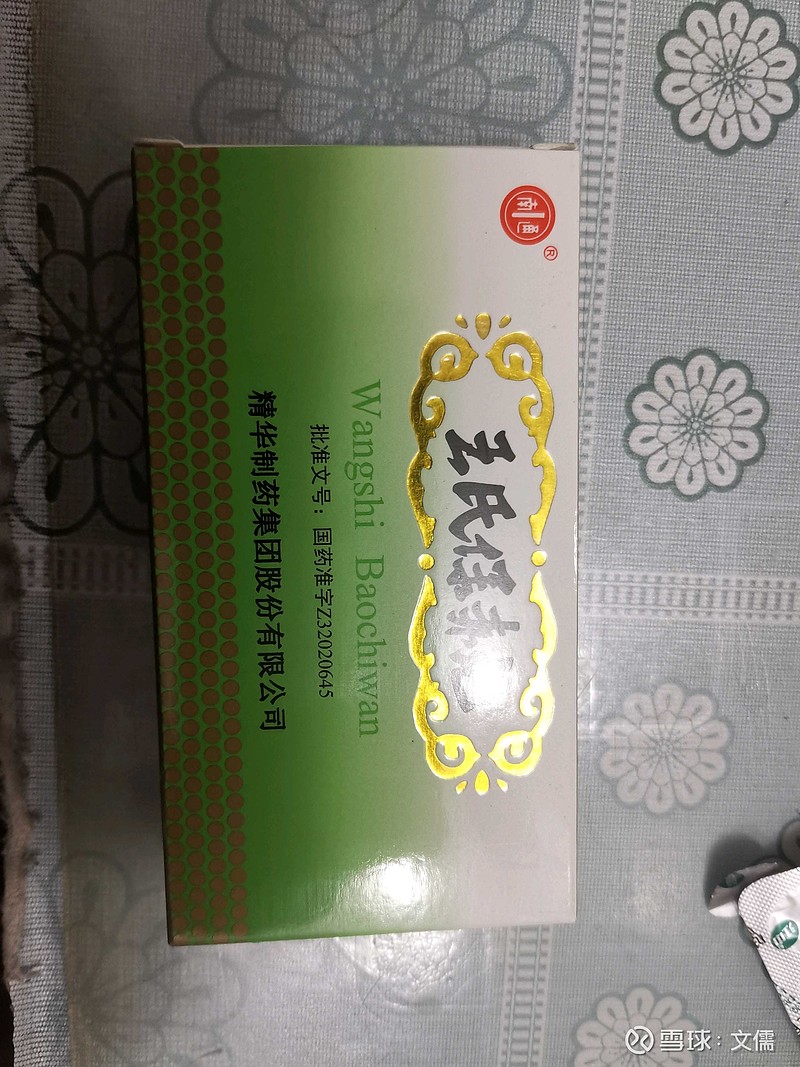 南通
®
王氏保赤丸
Wangshi Baochiwan
批准文号：国药准字Z32020645
精华制药集团股份有限公司
雪球：文儒